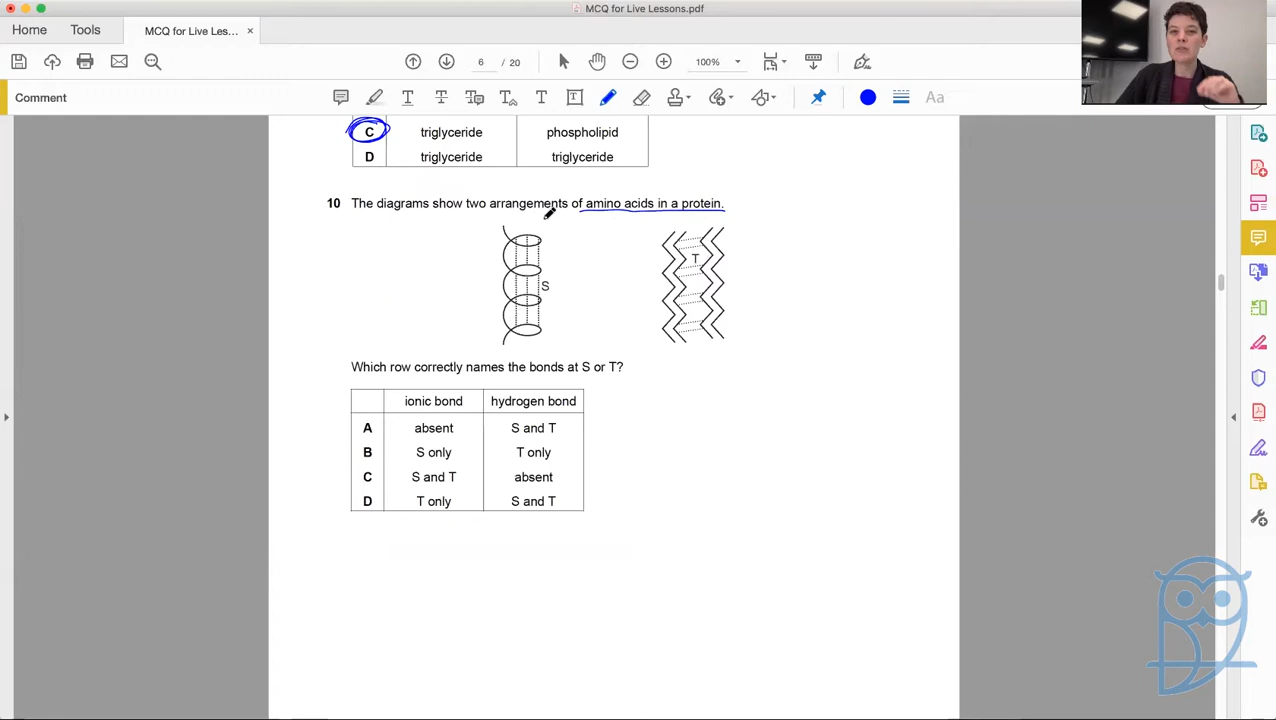 MCQ for Live Lessons.pdf
Home Tools MCQ for Live Les... ×
6 / 20 100%
Comment
C triglyceride phospholipid
D triglyceride triglyceride
10 The diagrams show two arrangements of amino acids in a protein.
T
S
Which row correctly names the bonds at S or T?
ionic bond hydrogen bond
A absent S and T
B S only T only
C S and T absent
D T only S and T